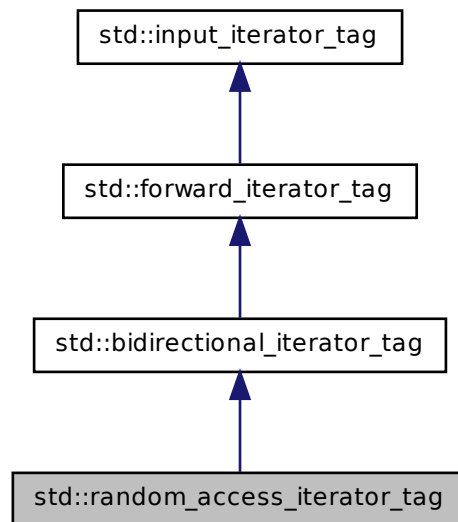 std::input_iterator_tag
std::forward_iterator_tag
std::bidirectional_iterator_tag
std::random_access_iterator_tag